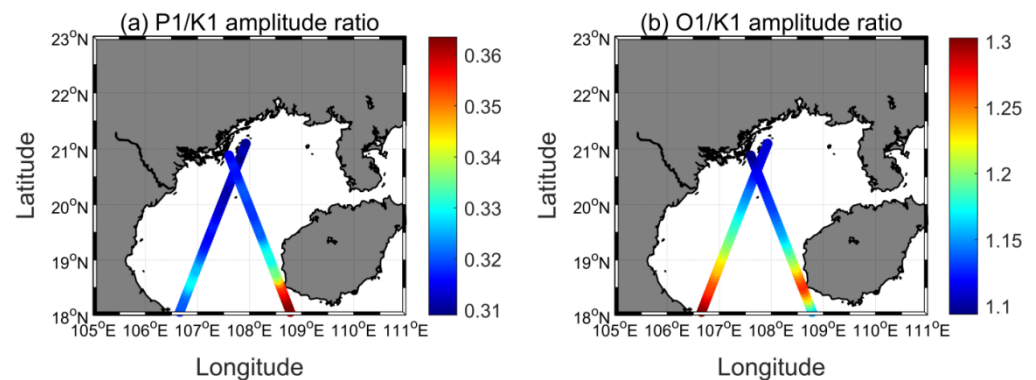 (a) P1/K1 amplitude ratio
23°N
22°N
21°N
20°N
19°N
18°N
105°E 106°E 107°E 108°E 109°E 110°E 111°E
Latitude
Longitude
0.36
0.35
0.34
0.33
0.32
0.31
(b) O1/K1 amplitude ratio
23°N
22°N
21°N
20°N
19°N
18°N
105°E 106°E 107°E 108°E 109°E 110°E 111°E
Latitude
Longitude
1.3
1.25
1.2
1.15
1.1